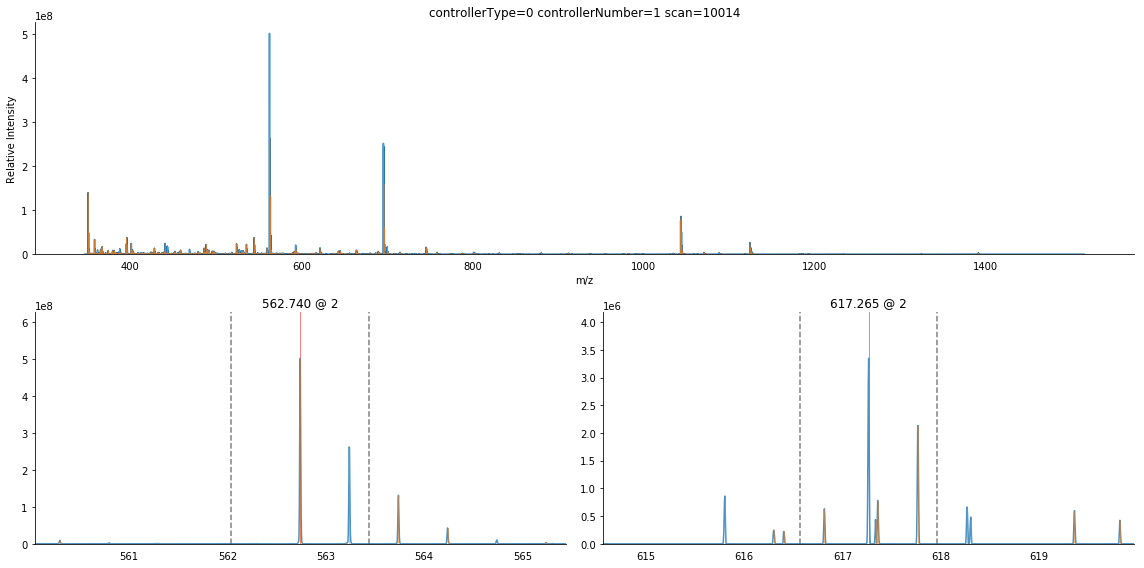 controllerType=0 controllerNumber=1 scan=10014
1e8
5
4
3
2
1
0
Relative Intensity
400 600 800 1000 1200 1400
m/z
562.740 @ 2
1e8
6
5
4
3
2
1
0
561 562 563 564 565
617.265 @ 2
1e6
4.0
3.5
3.0
2.5
2.0
1.5
1.0
0.5
0.0
615 616 617 618 619